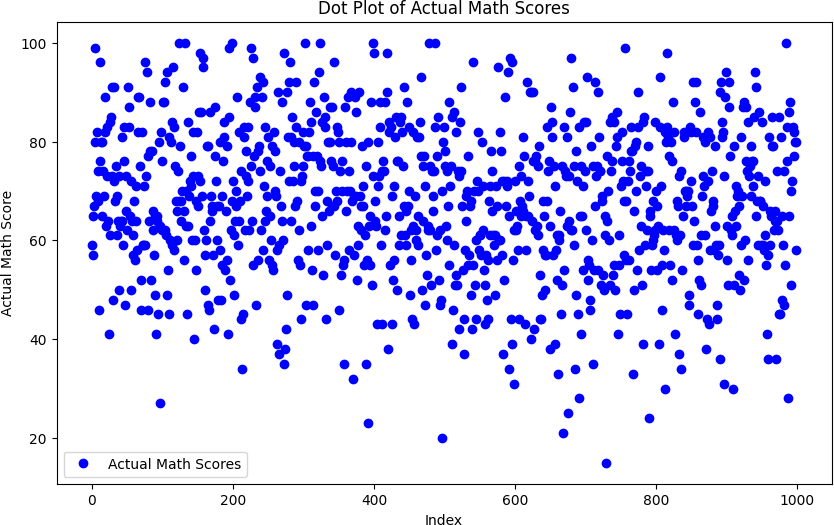 Dot Plot of Actual Math Scores
100
80
60
40
20
Actual Math Score
Actual Math Scores
0
200
400
600
800
1000
Index